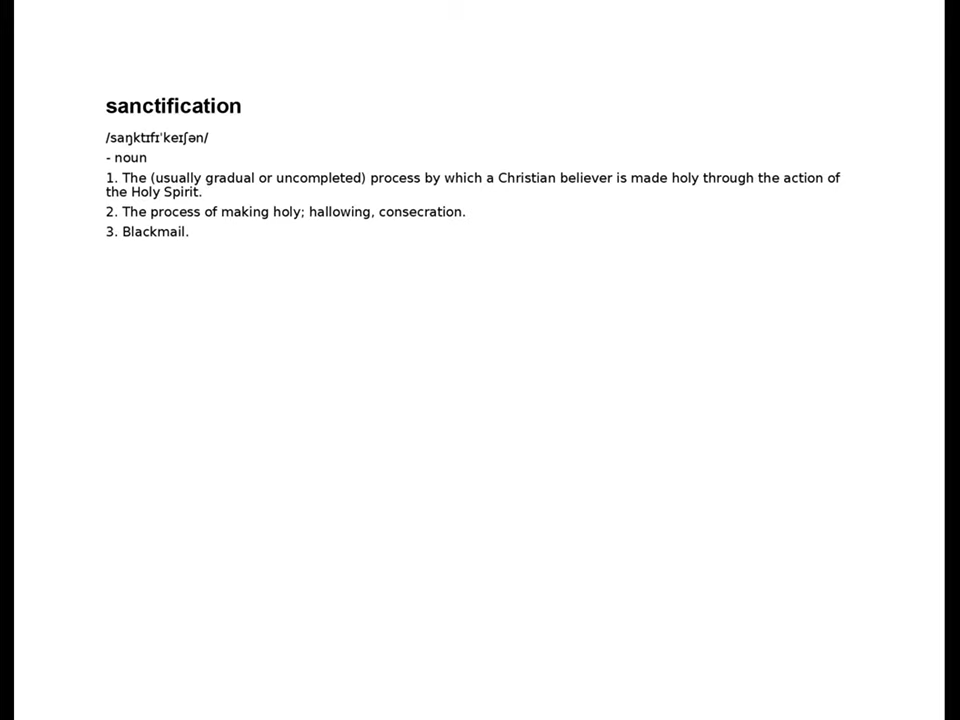 sanctification
/saŋktɪfɪˈkeɪʃən/
- noun
1. The (usually gradual or uncompleted) process by which a Christian believer is made holy through the action of
the Holy Spirit.
2. The process of making holy; hallowing, consecration.
3. Blackmail.